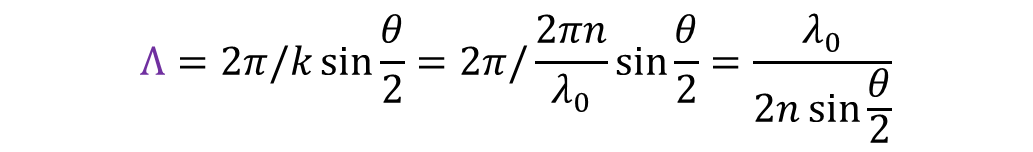 Λ = 2π/k sin θ/2 = 2π/ 2πn/λ₀ sin θ/2 = λ₀/(2n sin θ/2)